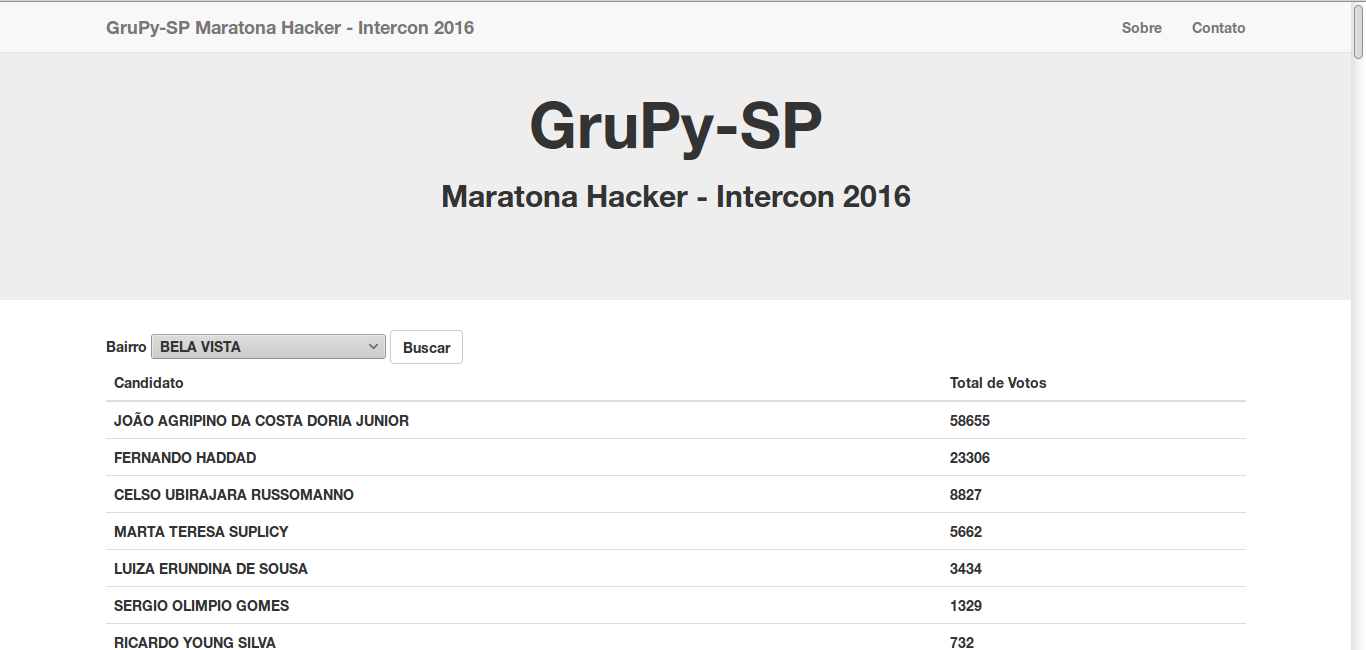 GruPy-SP Maratona Hacker - Intercon 2016 Sobre Contato
GruPy-SP
Maratona Hacker - Intercon 2016
Bairro BELA VISTA Buscar
Candidato Total de Votos
JOÃO AGRIPINO DA COSTA DORIA JUNIOR 58655
FERNANDO HADDAD 23306
CELSO UBIRAJARA RUSSOMANNO 8827
MARTA TERESA SUPLICY 5662
LUIZA ERUNDINA DE SOUSA 3434
SERGIO OLIMPIO GOMES 1329
RICARDO YOUNG SILVA 732